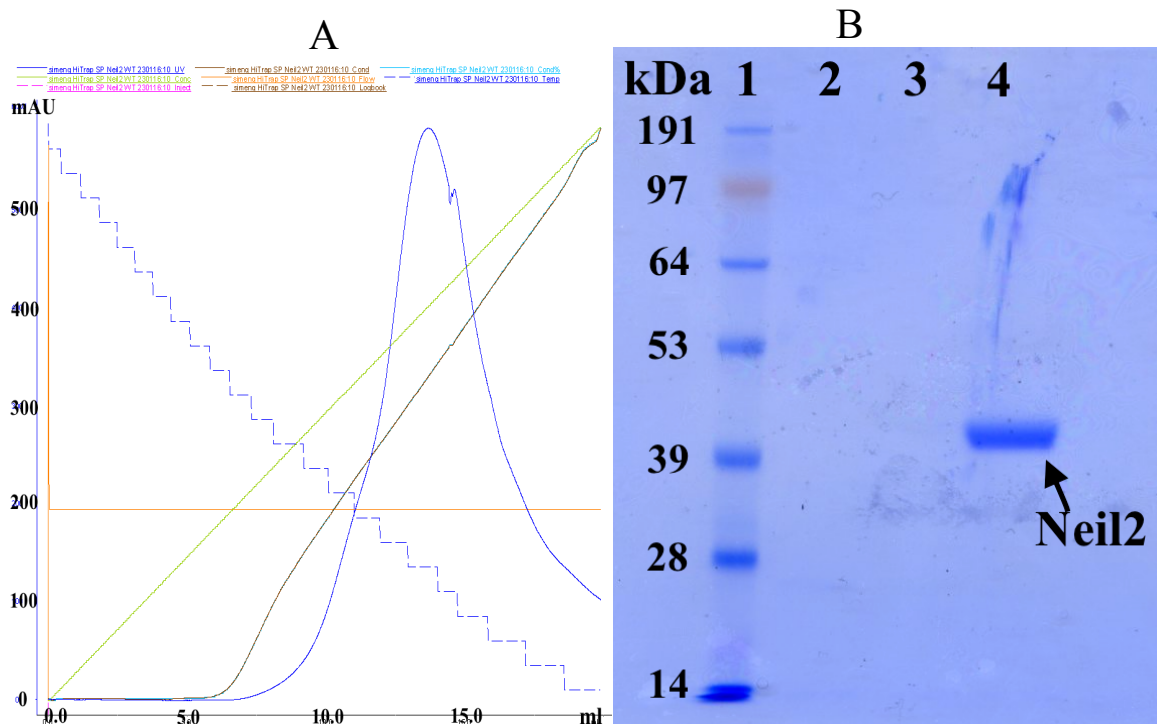 A
B
simeng HiTrap SP Neil2 WT 230116:10_UV simeng HiTrap SP Neil2 WT 230116:10_Cond simeng HiTrap SP Neil2 WT 230116:10_Cond%
simeng HiTrap SP Neil2 WT 230116:10_Conc simeng HiTrap SP Neil2 WT 230116:10_Flow simeng HiTrap SP Neil2 WT 230116:10_Temp
simeng HiTrap SP Neil2 WT 230116:10_Inject simeng HiTrap SP Neil2 WT 230116:10_Logbook
mAU
500
400
300
200
100
0
0.0 5.0 10.0 15.0 ml
kDa 1 2 3 4
191
97
64
53
39
28
14
Neil2